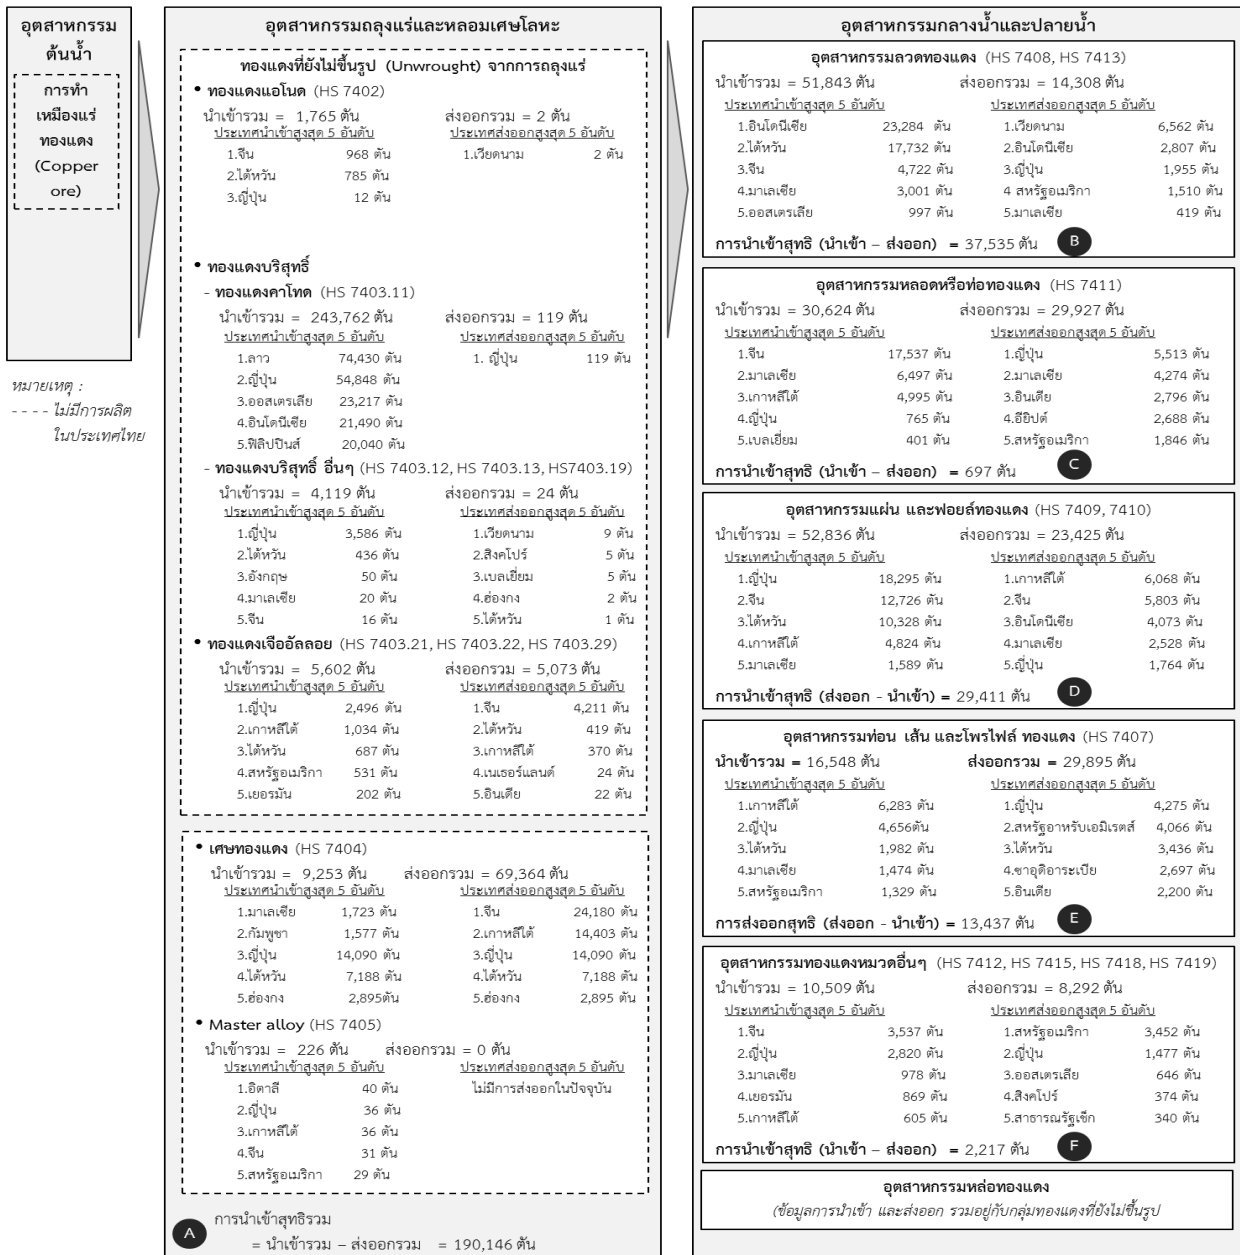 อุตสาหกรรม
ต้นน้ำ
การทำ
เหมืองแร่
ทองแดง
(Copper
ore)
หมายเหตุ :
- - - - ไม่มีการผลิต
ในประเทศไทย
อุตสาหกรรมถลุงแร่และหลอมเศษโลหะ
ทองแดงที่ยังไม่ขึ้นรูป (Unwrought) จากการถลุงแร่
• ทองแดงแอโนด (HS 7402)
นำเข้ารวม = 1,765 ตัน ส่งออกรวม = 2 ตัน
ประเทศนำเข้าสูงสุด 5 อันดับ ประเทศส่งออกสูงสุด 5 อันดับ
1.จีน 968 ตัน 1.เวียดนาม 2 ตัน
2.ไต้หวัน 785 ตัน
3.ญี่ปุ่น 12 ตัน
• ทองแดงบริสุทธิ์
- ทองแดงคาโทด (HS 7403.11)
นำเข้ารวม = 243,762 ตัน ส่งออกรวม = 119 ตัน
ประเทศนำเข้าสูงสุด 5 อันดับ ประเทศส่งออกสูงสุด 5 อันดับ
1.ลาว 74,430 ตัน 1. ญี่ปุ่น 119 ตัน
2.ญี่ปุ่น 54,848 ตัน
3.ออสเตรเลีย 23,217 ตัน
4.อินโดนีเซีย 21,490 ตัน
5.ฟิลิปปินส์ 20,040 ตัน
- ทองแดงบริสุทธิ์ อื่นๆ (HS 7403.12, HS 7403.13, HS7403.19)
นำเข้ารวม = 4,119 ตัน ส่งออกรวม = 24 ตัน
ประเทศนำเข้าสูงสุด 5 อันดับ ประเทศส่งออกสูงสุด 5 อันดับ
1.ญี่ปุ่น 3,586 ตัน 1.เวียดนาม 9 ตัน
2.ไต้หวัน 436 ตัน 2.สิงคโปร์ 5 ตัน
3.อังกฤษ 50 ตัน 3.เบลเยี่ยม 5 ตัน
4.มาเลเซีย 20 ตัน 4.ฮ่องกง 2 ตัน
5.จีน 16 ตัน 5.ไต้หวัน 1 ตัน
• ทองแดงเจืออัลลอย (HS 7403.21, HS 7403.22, HS 7403.29)
นำเข้ารวม = 5,602 ตัน ส่งออกรวม = 5,073 ตัน
ประเทศนำเข้าสูงสุด 5 อันดับ ประเทศส่งออกสูงสุด 5 อันดับ
1.ญี่ปุ่น 2,496 ตัน 1.จีน 4,211 ตัน
2.เกาหลีใต้ 1,034 ตัน 2.ไต้หวัน 419 ตัน
3.ไต้หวัน 687 ตัน 3.เกาหลีใต้ 370 ตัน
4.สหรัฐอเมริกา 531 ตัน 4.เนเธอร์แลนด์ 24 ตัน
5.เยอรมัน 202 ตัน 5.อินเดีย 22 ตัน
• เศษทองแดง (HS 7404)
นำเข้ารวม = 9,253 ตัน ส่งออกรวม = 69,364 ตัน
ประเทศนำเข้าสูงสุด 5 อันดับ ประเทศส่งออกสูงสุด 5 อันดับ
1.มาเลเซีย 1,723 ตัน 1.จีน 24,180 ตัน
2.กัมพูชา 1,577 ตัน 2.เกาหลีใต้ 14,403 ตัน
3.ญี่ปุ่น 14,090 ตัน 3.ญี่ปุ่น 14,090 ตัน
4.ไต้หวัน 7,188 ตัน 4.ไต้หวัน 7,188 ตัน
5.ฮ่องกง 2,895ตัน 5.ฮ่องกง 2,895 ตัน
• Master alloy (HS 7405)
นำเข้ารวม = 226 ตัน ส่งออกรวม = 0 ตัน
ประเทศนำเข้าสูงสุด 5 อันดับ ประเทศส่งออกสูงสุด 5 อันดับ
1.อิตาลี 40 ตัน ไม่มีการส่งออกในปัจจุบัน
2.ญี่ปุ่น 36 ตัน
3.เกาหลีใต้ 36 ตัน
4.จีน 31 ตัน
5.สหรัฐอเมริกา 29 ตัน
A การนำเข้าสุทธิรวม
= นำเข้ารวม – ส่งออกรวม = 190,146 ตัน
อุตสาหกรรมกลางน้ำและปลายน้ำ
อุตสาหกรรมลวดทองแดง (HS 7408, HS 7413)
นำเข้ารวม = 51,843 ตัน ส่งออกรวม = 14,308 ตัน
ประเทศนำเข้าสูงสุด 5 อันดับ ประเทศส่งออกสูงสุด 5 อันดับ
1.อินโดนีเซีย 23,284 ตัน 1.เวียดนาม 6,562 ตัน
2.ไต้หวัน 17,732 ตัน 2.อินโดนีเซีย 2,807 ตัน
3.จีน 4,722 ตัน 3.ญี่ปุ่น 1,955 ตัน
4.มาเลเซีย 3,001 ตัน 4 สหรัฐอเมริกา 1,510 ตัน
5.ออสเตรเลีย 997 ตัน 5.มาเลเซีย 419 ตัน
การนำเข้าสุทธิ (นำเข้า – ส่งออก) = 37,535 ตัน B
อุตสาหกรรมหลอดหรือท่อทองแดง (HS 7411)
นำเข้ารวม = 30,624 ตัน ส่งออกรวม = 29,927 ตัน
ประเทศนำเข้าสูงสุด 5 อันดับ ประเทศส่งออกสูงสุด 5 อันดับ
1.จีน 17,537 ตัน 1.ญี่ปุ่น 5,513 ตัน
2.มาเลเซีย 6,497 ตัน 2.มาเลเซีย 4,274 ตัน
3.เกาหลีใต้ 4,995 ตัน 3.อินเดีย 2,796 ตัน
4.ญี่ปุ่น 765 ตัน 4.อียิปต์ 2,688 ตัน
5.เบลเยี่ยม 401 ตัน 5.สหรัฐอเมริกา 1,846 ตัน
การนำเข้าสุทธิ (นำเข้า – ส่งออก) = 697 ตัน C
อุตสาหกรรมแผ่น และฟอยล์ทองแดง (HS 7409, 7410)
นำเข้ารวม = 52,836 ตัน ส่งออกรวม = 23,425 ตัน
ประเทศนำเข้าสูงสุด 5 อันดับ ประเทศส่งออกสูงสุด 5 อันดับ
1.ญี่ปุ่น 18,295 ตัน 1.เกาหลีใต้ 6,068 ตัน
2.จีน 12,726 ตัน 2.จีน 5,803 ตัน
3.ไต้หวัน 10,328 ตัน 3.อินโดนีเซีย 4,073 ตัน
4.เกาหลีใต้ 4,824 ตัน 4.มาเลเซีย 2,528 ตัน
5.มาเลเซีย 1,589 ตัน 5.ญี่ปุ่น 1,764 ตัน
การนำเข้าสุทธิ (ส่งออก - นำเข้า) = 29,411 ตัน D
อุตสาหกรรมท่อน เส้น และโพรไฟล์ ทองแดง (HS 7407)
นำเข้ารวม = 16,548 ตัน ส่งออกรวม = 29,895 ตัน
ประเทศนำเข้าสูงสุด 5 อันดับ ประเทศส่งออกสูงสุด 5 อันดับ
1.เกาหลีใต้ 6,283 ตัน 1.ญี่ปุ่น 4,275 ตัน
2.ญี่ปุ่น 4,656ตัน 2.สหรัฐอาหรับเอมิเรตส์ 4,066 ตัน
3.ไต้หวัน 1,982 ตัน 3.ไต้หวัน 3,436 ตัน
4.มาเลเซีย 1,474 ตัน 4.ซาอุดิอาระเบีย 2,697 ตัน
5.สหรัฐอเมริกา 1,329 ตัน 5.อินเดีย 2,200 ตัน
การส่งออกสุทธิ (ส่งออก - นำเข้า) = 13,437 ตัน E
อุตสาหกรรมทองแดงหมวดอื่นๆ (HS 7412, HS 7415, HS 7418, HS 7419)
นำเข้ารวม = 10,509 ตัน ส่งออกรวม = 8,292 ตัน
ประเทศนำเข้าสูงสุด 5 อันดับ ประเทศส่งออกสูงสุด 5 อันดับ
1.จีน 3,537 ตัน 1.สหรัฐอเมริกา 3,452 ตัน
2.ญี่ปุ่น 2,820 ตัน 2.ญี่ปุ่น 1,477 ตัน
3.มาเลเซีย 978 ตัน 3.ออสเตรเลีย 646 ตัน
4.เยอรมัน 869 ตัน 4.สิงคโปร์ 374 ตัน
5.เกาหลีใต้ 605 ตัน 5.สาธารณรัฐเช็ก 340 ตัน
การนำเข้าสุทธิ (นำเข้า – ส่งออก) = 2,217 ตัน F
อุตสาหกรรมหล่อทองแดง
(ข้อมูลการนำเข้า และส่งออก รวมอยู่กับกลุ่มทองแดงที่ยังไม่ขึ้นรูป